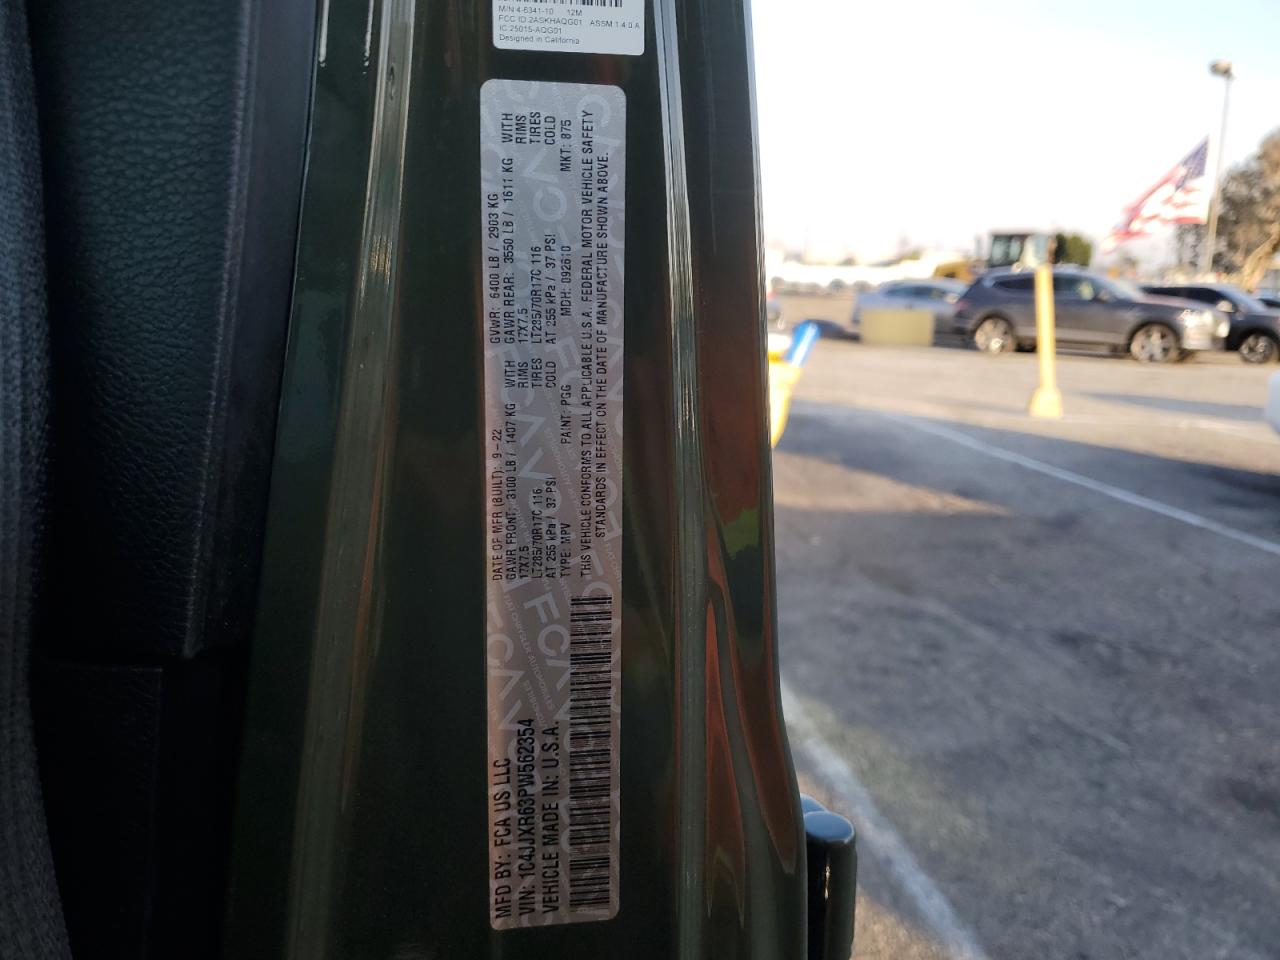 M/N 4-6341-10 12M
FCC ID:2ASKHAQG01 ASSM 1.4.0 A
IC:25015-AQG01
Designed in California
MFD BY: FCA US LLC
VIN: 1C4JJXR63PW562354
VEHICLE MADE IN: U.S.A.
DATE OF MFR (BUILT): 9-22 GVWR: 6400 LB / 2903 KG
GAWR FRONT: 3100 LB / 1407 KG WITH GAWR REAR: 3550 LB / 1611 KG WITH
17X7.5 RIMS 17X7.5 RIMS
LT285/70R17C 116 TIRES LT285/70R17C 116 TIRES
AT 255 kPa / 37 PSI COLD AT 255 kPa / 37 PSI COLD
TYPE: MPV PAINT: PGG MDH: 092610 MKT: 875
THIS VEHICLE CONFORMS TO ALL APPLICABLE U.S.A. FEDERAL MOTOR VEHICLE SAFETY
STANDARDS IN EFFECT ON THE DATE OF MANUFACTURE SHOWN ABOVE.